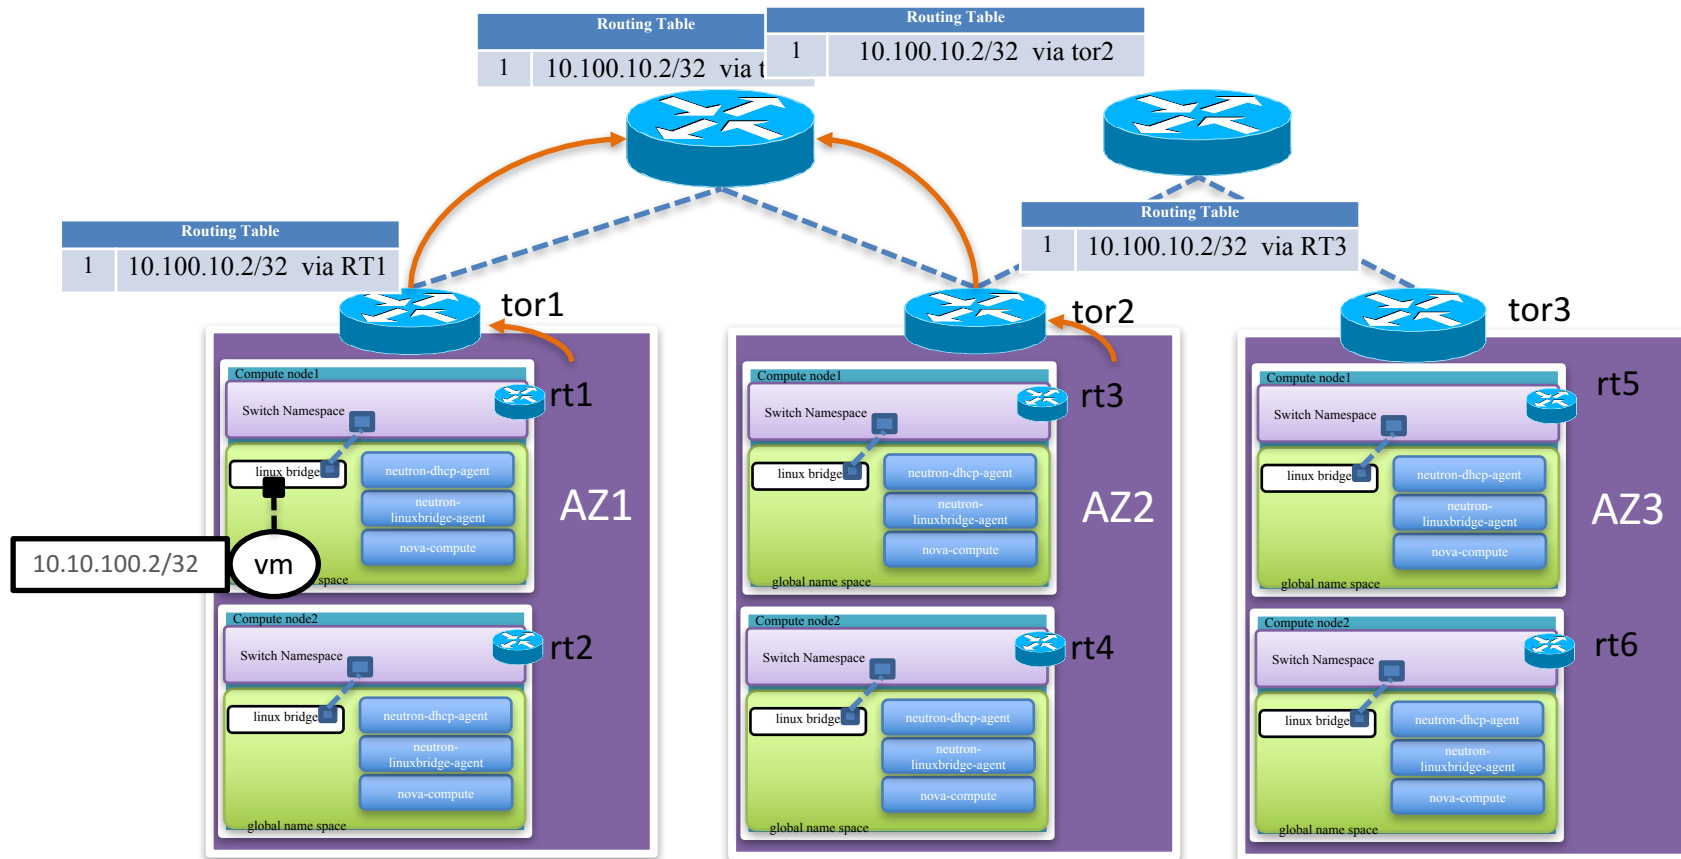 Routing Table
1 10.100.10.2/32 via t
Routing Table
1 10.100.10.2/32 via tor2
Routing Table
1 10.100.10.2/32 via RT1
Routing Table
1 10.100.10.2/32 via RT3
tor1
tor2
tor3
Compute node1
Switch Namespace
rt1
linux bridge
neutron-dhcp-agent
neutron-
linuxbridge-agent
nova-compute
AZ1
10.10.100.2/32
vm
space
Compute node2
Switch Namespace
rt2
linux bridge
neutron-dhcp-agent
neutron-
linuxbridge-agent
nova-compute
global name space
Compute node1
Switch Namespace
rt3
linux bridge
neutron-dhcp-agent
neutron-
linuxbridge-agent
nova-compute
AZ2
global name space
Compute node2
Switch Namespace
rt4
linux bridge
neutron-dhcp-agent
neutron-
linuxbridge-agent
nova-compute
global name space
Compute node1
Switch Namespace
rt5
linux bridge
neutron-dhcp-agent
neutron-
linuxbridge-agent
nova-compute
AZ3
global name space
Compute node2
Switch Namespace
rt6
linux bridge
neutron-dhcp-agent
neutron-
linuxbridge-agent
nova-compute
global name space